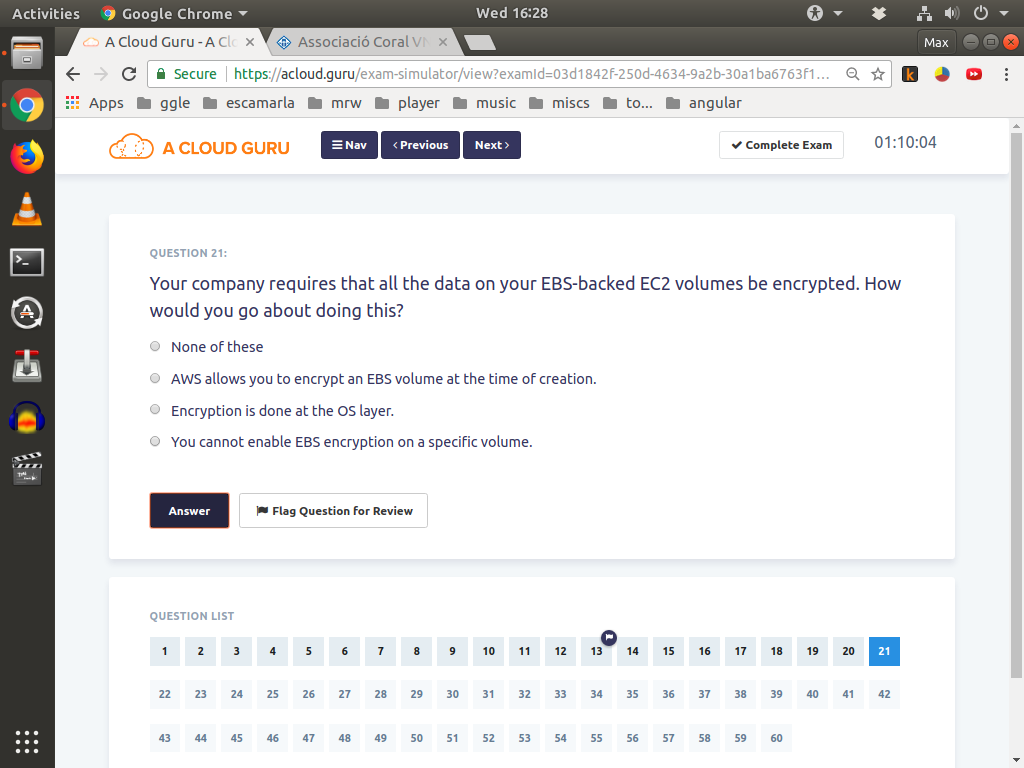 Activities Google Chrome Wed 16:28
A Cloud Guru - A Clo Associació Coral VN Max
Secure https://acloud.guru/exam-simulator/view?examId=03d1842f-250d-4634-9a2b-30a1ba6763f1...
Apps ggle escamarla mrw player music miscs to... angular
A CLOUD GURU Nav Previous Next Complete Exam 01:10:04
QUESTION 21:
Your company requires that all the data on your EBS-backed EC2 volumes be encrypted. How
would you go about doing this?
None of these
AWS allows you to encrypt an EBS volume at the time of creation.
Encryption is done at the OS layer.
You cannot enable EBS encryption on a specific volume.
Answer Flag Question for Review
QUESTION LIST
1 2 3 4 5 6 7 8 9 10 11 12 13 14 15 16 17 18 19 20 21
22 23 24 25 26 27 28 29 30 31 32 33 34 35 36 37 38 39 40 41 42
43 44 45 46 47 48 49 50 51 52 53 54 55 56 57 58 59 60